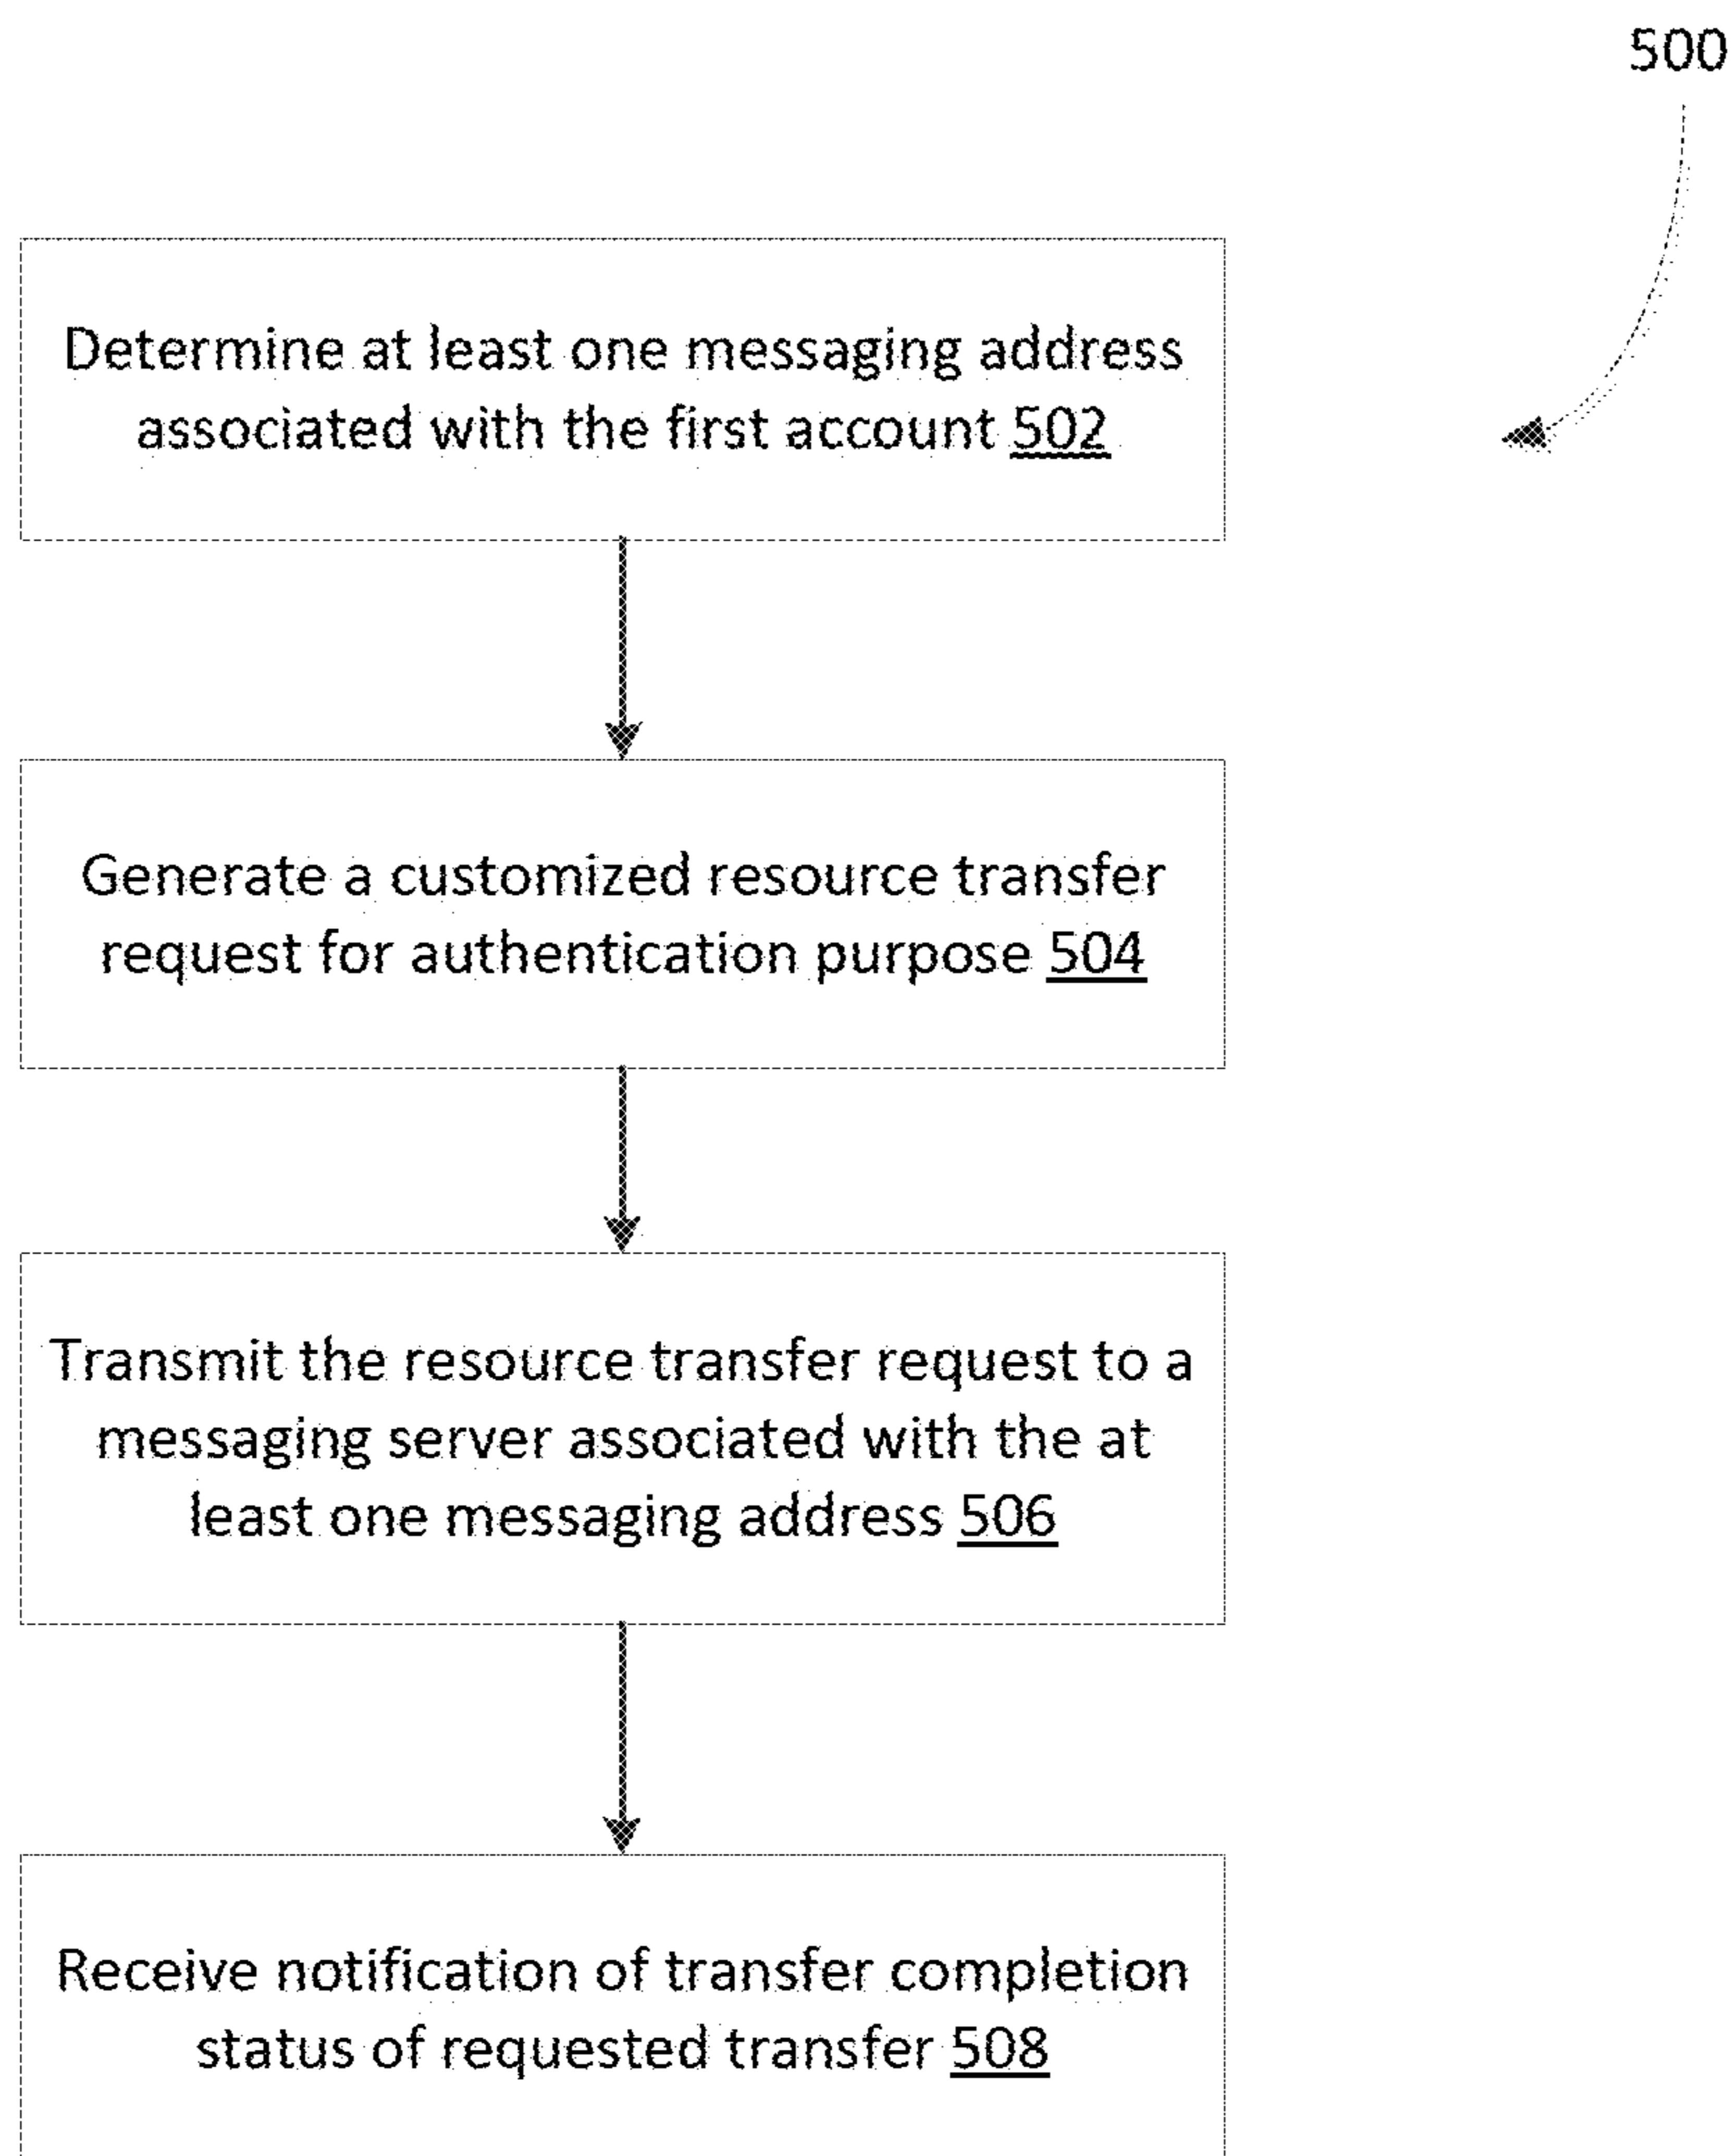 500
Determine at least one messaging address
associated with the first account 502
Generate a customized resource transfer
request for authentication purpose 504
Transmit the resource transfer request to a
messaging server associated with the at
least one messaging address 506
Receive notification of transfer completion
status of requested transfer 508